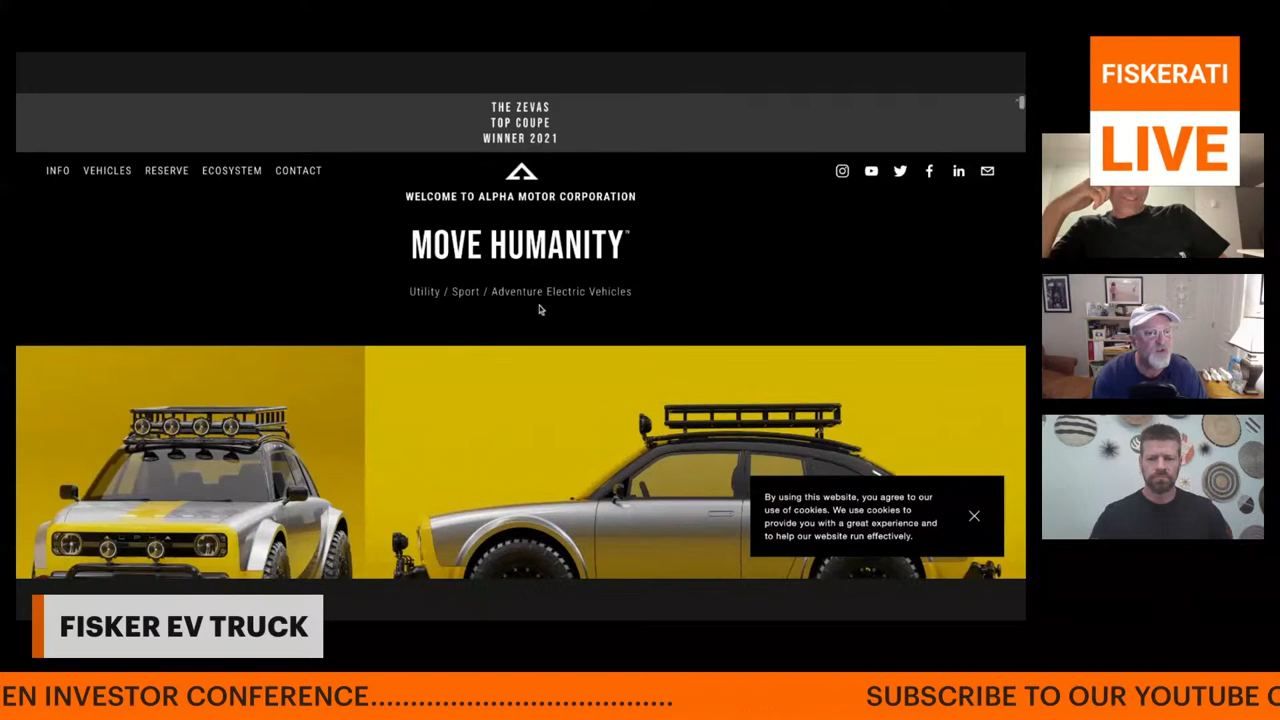 FISKERATI
LIVE
THE ZEVAS
TOP COUPE
WINNER 2021
INFO VEHICLES RESERVE ECOSYSTEM CONTACT
WELCOME TO ALPHA MOTOR CORPORATION
MOVE HUMANITY™
Utility / Sport / Adventure Electric Vehicles
ALPHA
By using this website, you agree to our
use of cookies. We use cookies to
provide you with a great experience and
to help our website run effectively.
FISKER EV TRUCK
EN INVESTOR CONFERENCE.................................. SUBSCRIBE TO OUR YOUTUBE C